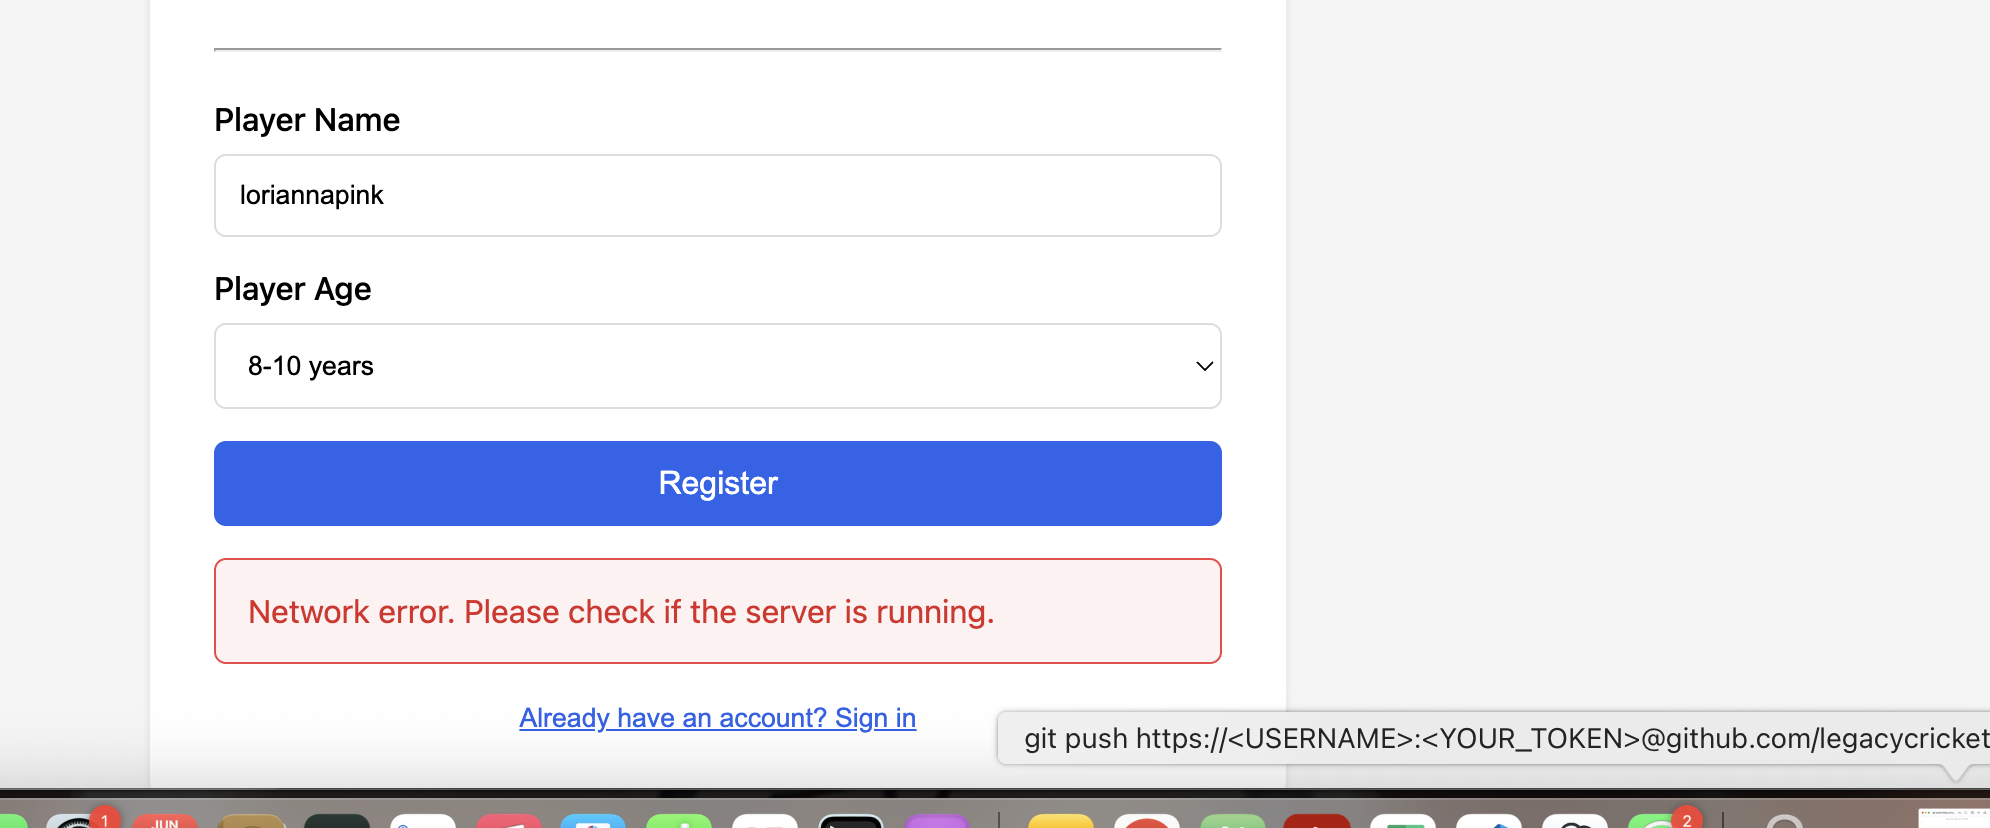 Player Name
loriannapink
Player Age
8-10 years
Register
Network error. Please check if the server is running.
Already have an account? Sign in
git push https://<USERNAME>:<YOUR_TOKEN>@github.com/legacycricket
1
JUN
2